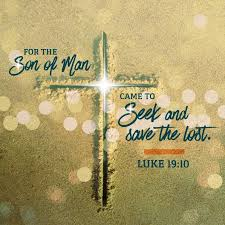 FOR THE
Son of Man
CAME TO
Seek and
save the lost.
LUKE 19:10